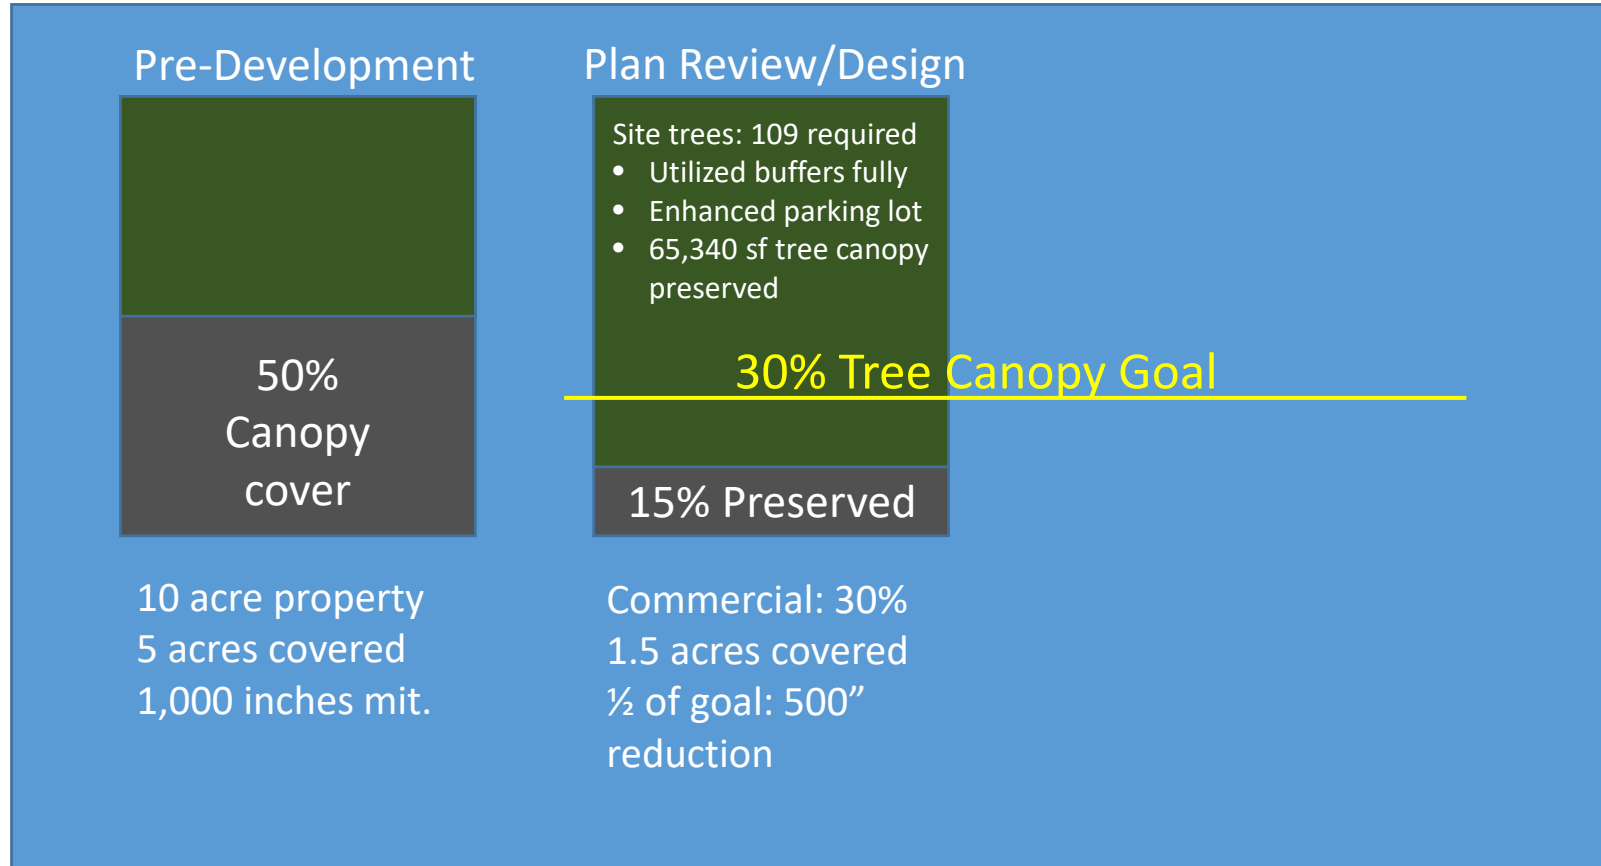 Pre-Development
50%
Canopy
cover
10 acre property
5 acres covered
1,000 inches mit.
Plan Review/Design
Site trees: 109 required
• Utilized buffers fully
• Enhanced parking lot
• 65,340 sf tree canopy
preserved
30% Tree Canopy Goal
15% Preserved
Commercial: 30%
1.5 acres covered
½ of goal: 500”
reduction